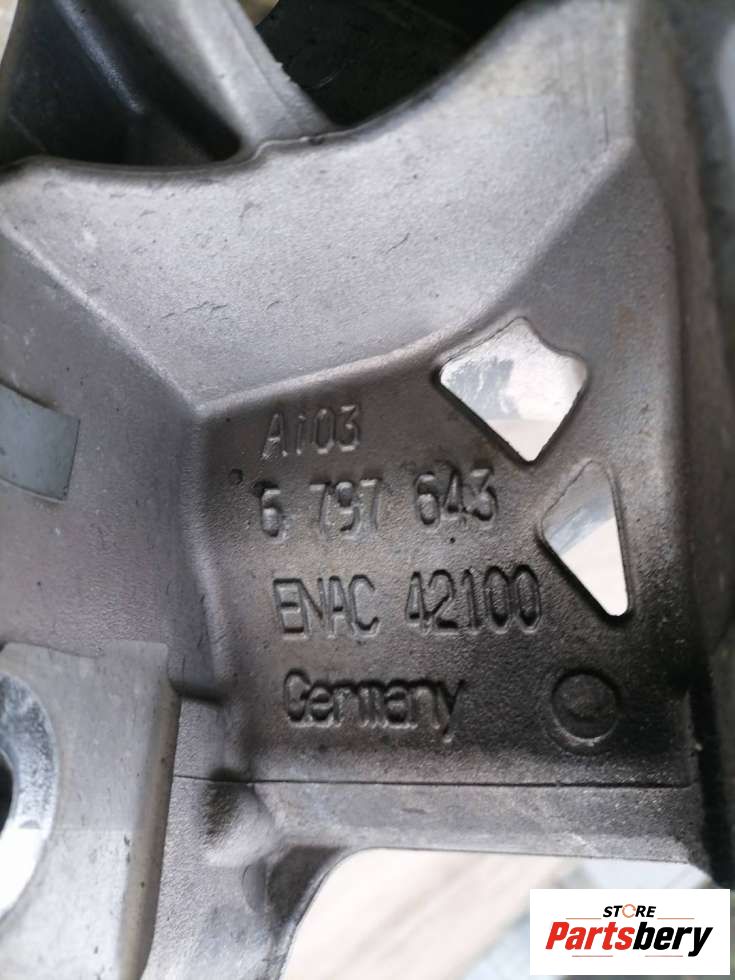 A103
6 797 643
ENAC 42100
Germany
STORE
Partsbery